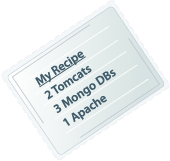 My Recipe
2 Tomcats
3 Mongo DBs
1 Apache